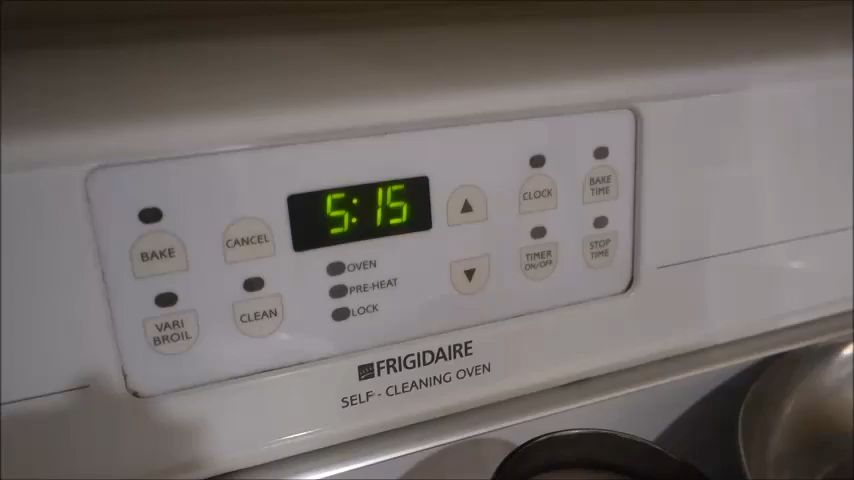 5:15
BAKE
CANCEL
▲
CLOCK
BAKE
TIME
OVEN
PRE-HEAT
LOCK
VARI
BROIL
CLEAN
▼
TIMER
ON/OFF
STOP
TIME
FRIGIDAIRE
SELF-CLEANING OVEN